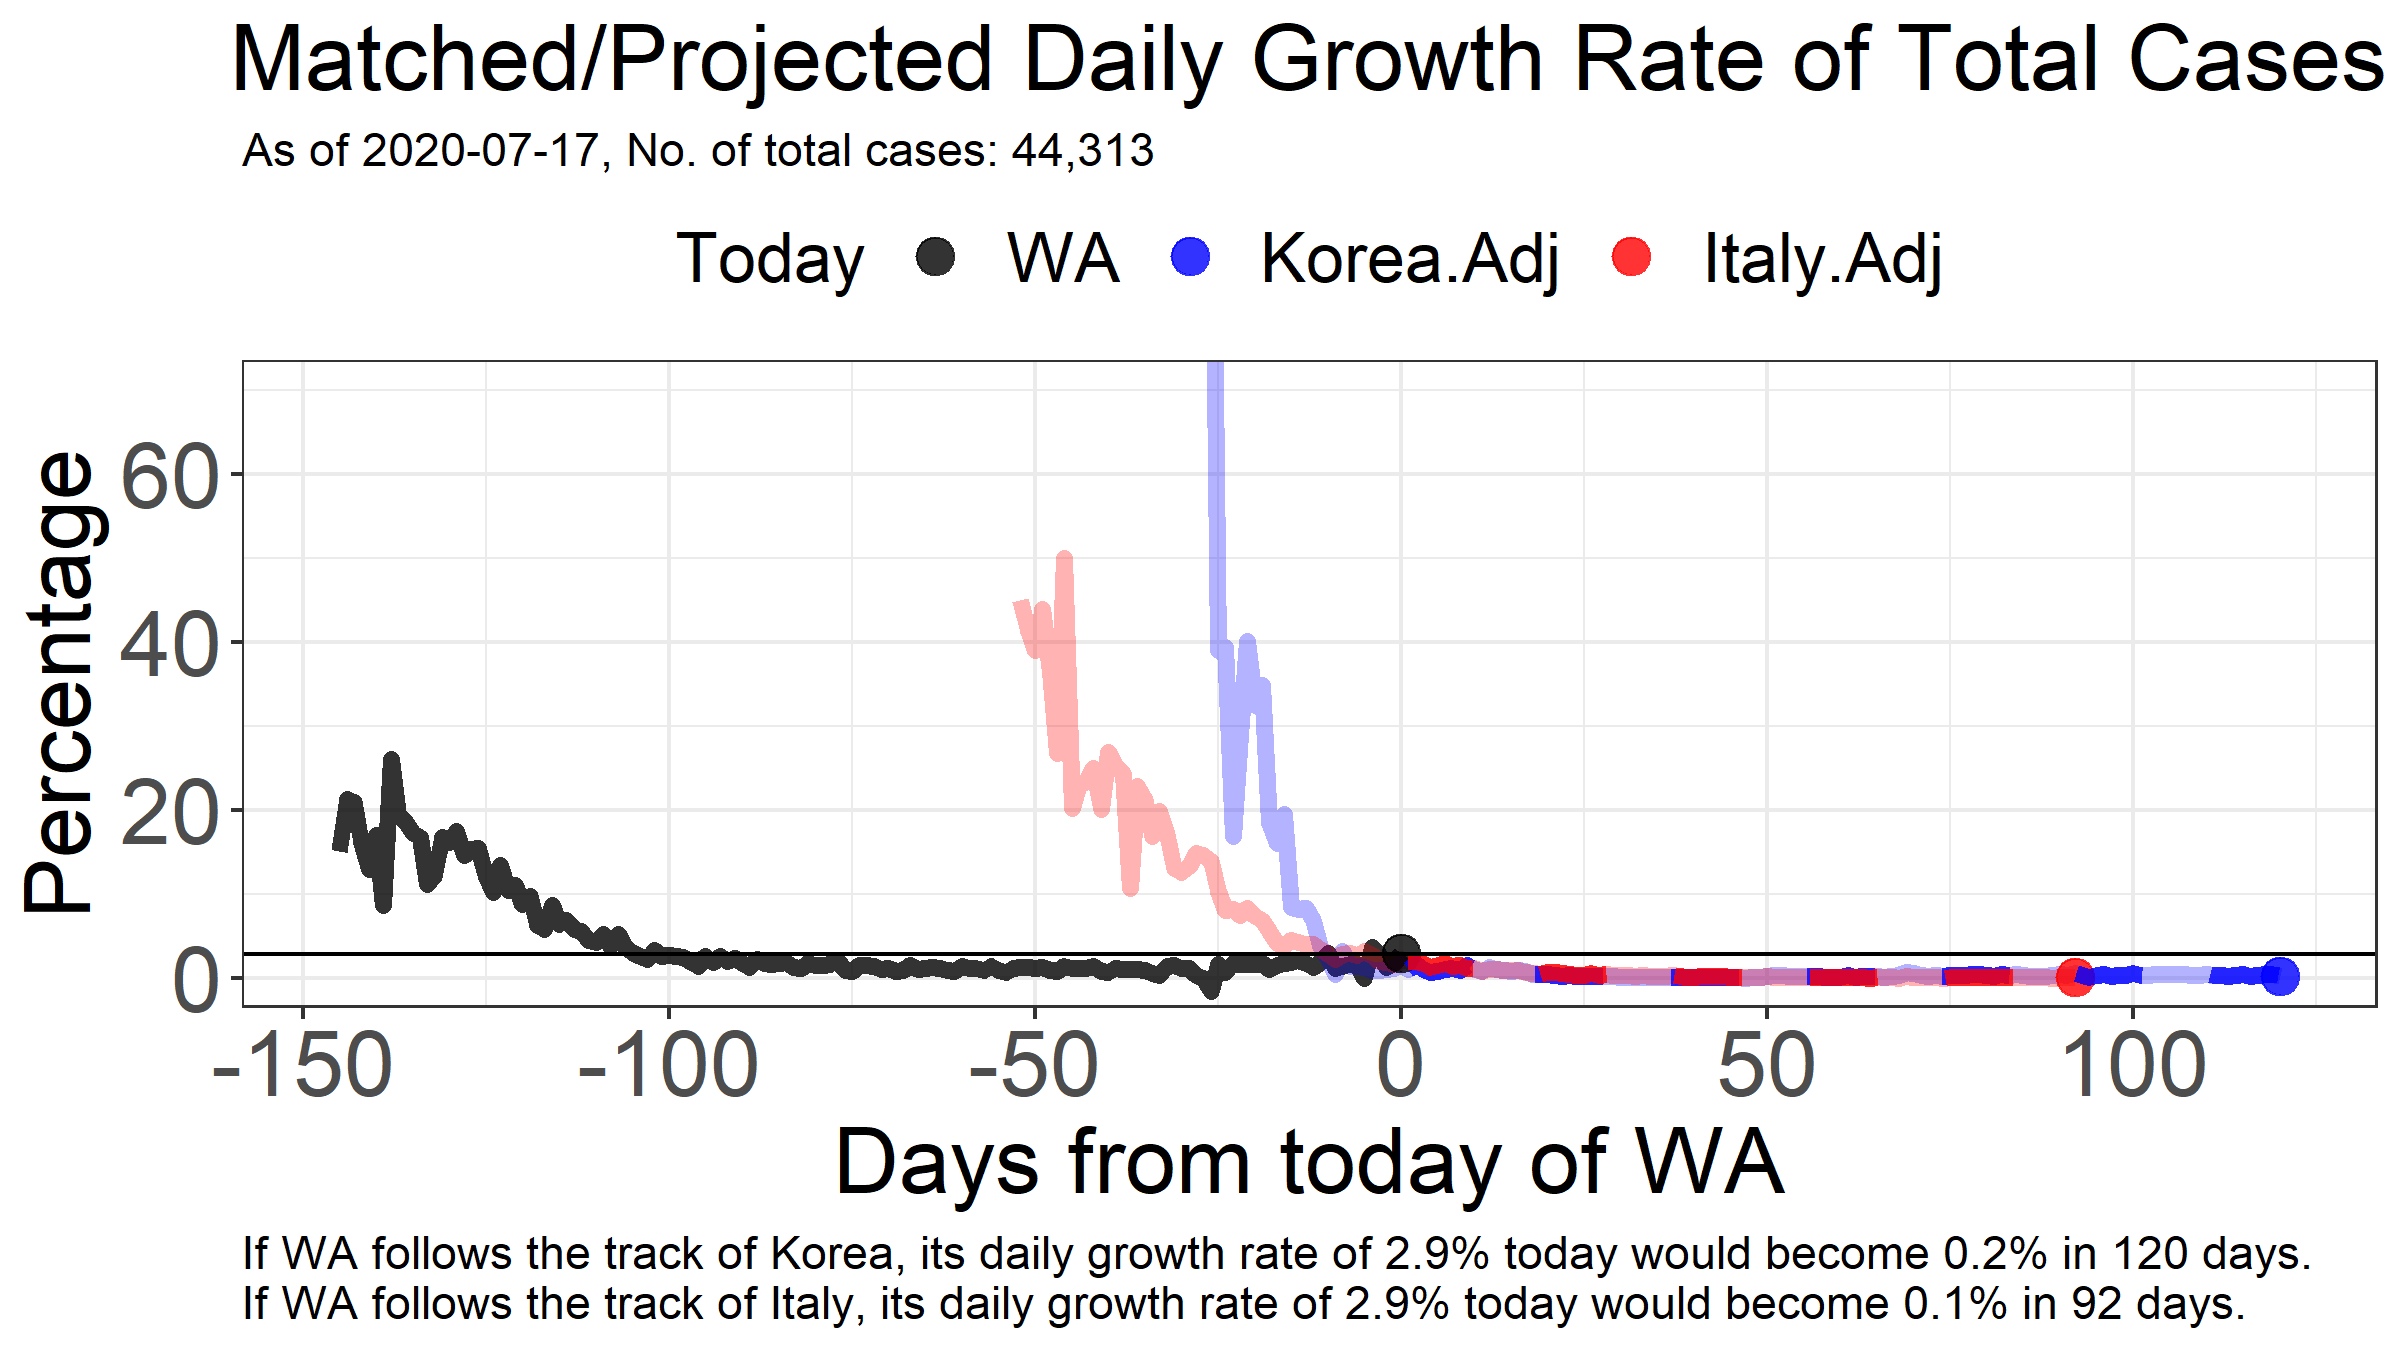 Matched/Projected Daily Growth Rate of Total Cases
As of 2020-07-17, No. of total cases: 44,313
Today WA Korea.Adj Italy.Adj
Percentage
60
40
20
0
-150 -100 -50 0 50 100
Days from today of WA
If WA follows the track of Korea, its daily growth rate of 2.9% today would become 0.2% in 120 days.
If WA follows the track of Italy, its daily growth rate of 2.9% today would become 0.1% in 92 days.